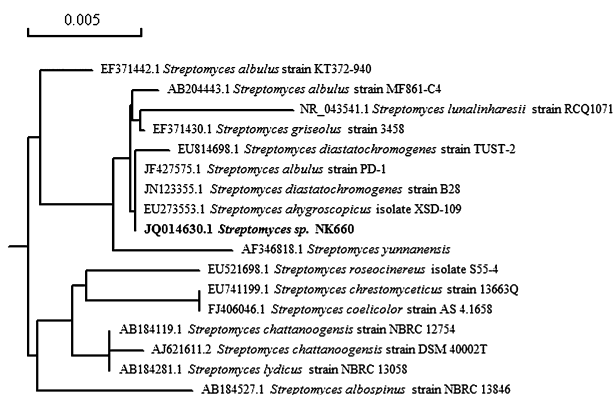 0.005
EF371442.1 Streptomyces albulus strain KT372-940
AB204443.1 Streptomyces albulus strain MF861-C4
NR_043541.1 Streptomyces lunalinharesii strain RCQ1071
EF371430.1 Streptomyces griseolus strain 3458
EU814698.1 Streptomyces diastatochromogenes strain TUST-2
JF427575.1 Streptomyces albulus strain PD-1
JN123355.1 Streptomyces diastatochromogenes strain B28
EU273553.1 Streptomyces ahygroscopicus isolate XSD-109
JQ014630.1 Streptomyces sp. NK660
AF346818.1 Streptomyces yunnanensis
EU521698.1 Streptomyces roseocinereus isolate S55-4
EU741199.1 Streptomyces chrestomyceticus strain 13663Q
FJ406046.1 Streptomyces coelicolor strain AS 4.1658
AB184119.1 Streptomyces chattanoogensis strain NBRC 12754
AJ621611.2 Streptomyces chattanoogensis strain DSM 40002T
AB184281.1 Streptomyces lydicus strain NBRC 13058
AB184527.1 Streptomyces albospinus strain NBRC 13846